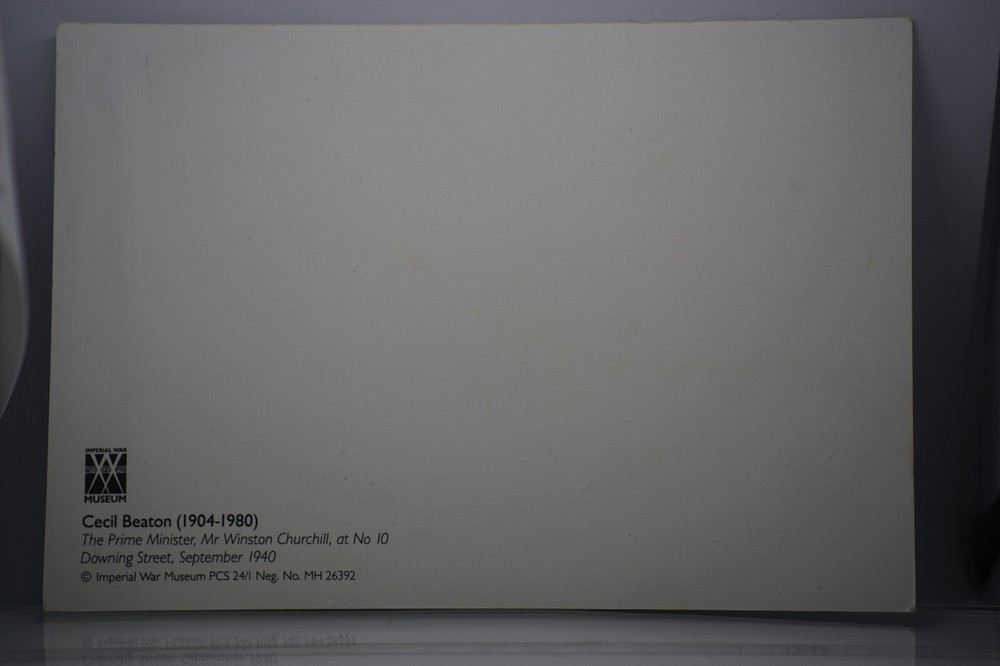 IMPERIAL WAR
MUSEUM
Cecil Beaton (1904-1980)
The Prime Minister, Mr Winston Churchill, at No 10
Downing Street, September 1940
© Imperial War Museum PCS 24/1 Neg. No. MH 26392